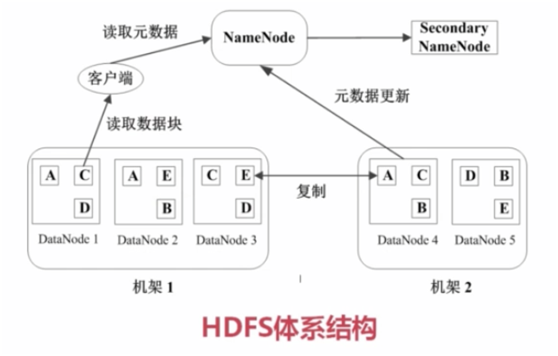 读取元数据
NameNode
Secondary
NameNode
客户端
读取数据块
元数据更新
A C
D
DataNode 1
A E
B
DataNode 2
C E
D
DataNode 3
复制
A C
B
DataNode 4
D B
E
DataNode 5
机架 1
机架 2
HDFS体系结构